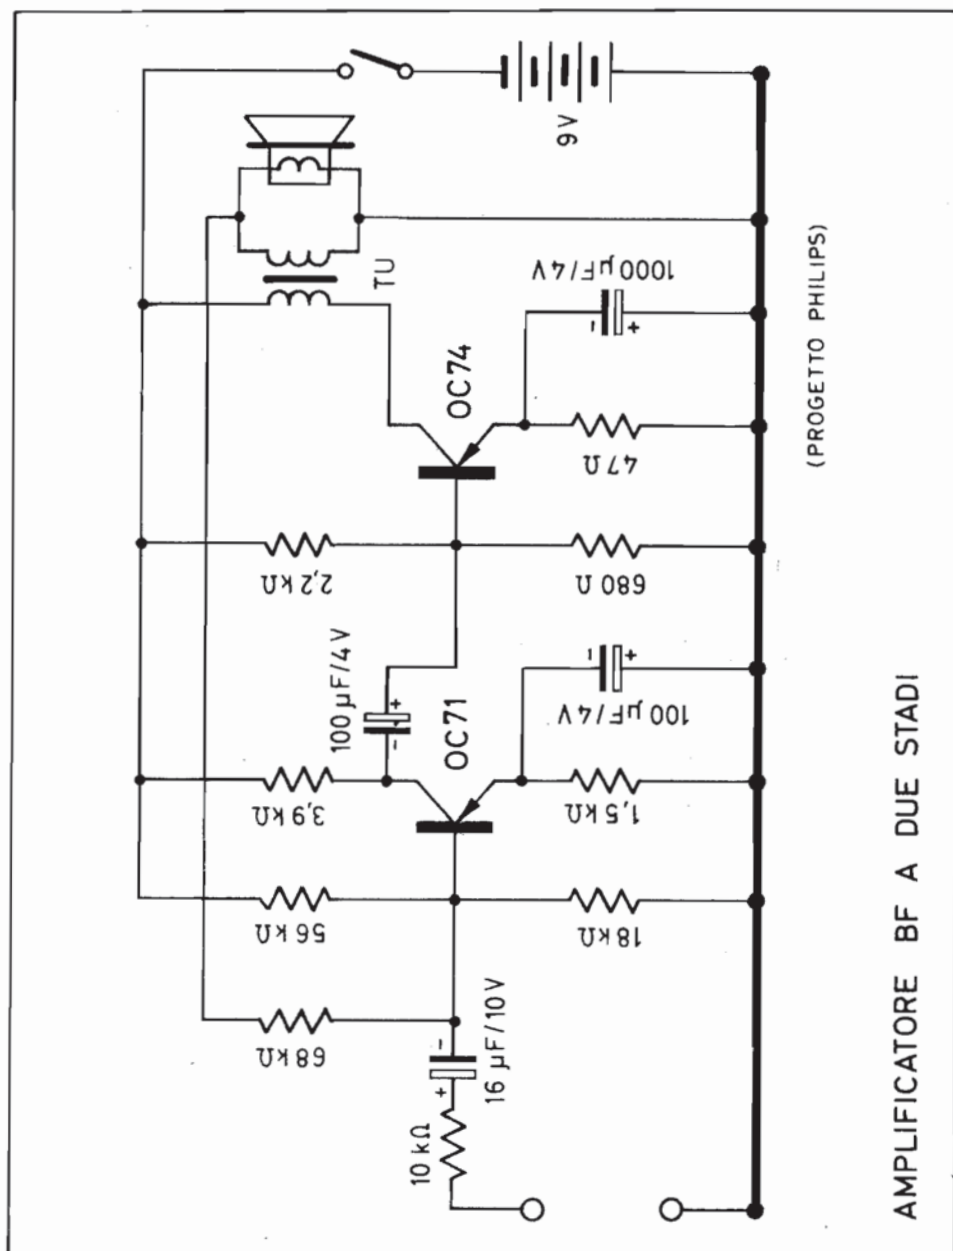 10 kΩ
16 µF/10V
+
-
68 kΩ
56 kΩ
18 kΩ
3,9 kΩ
OC71
1,5 kΩ
100 µF/4V
-
+
100 µF/4V
-
+
2,2 kΩ
680 Ω
OC74
47 Ω
1000 µF/4V
-
+
TU
9 V
(PROGETTO PHILIPS)
AMPLIFICATORE BF A DUE STADI